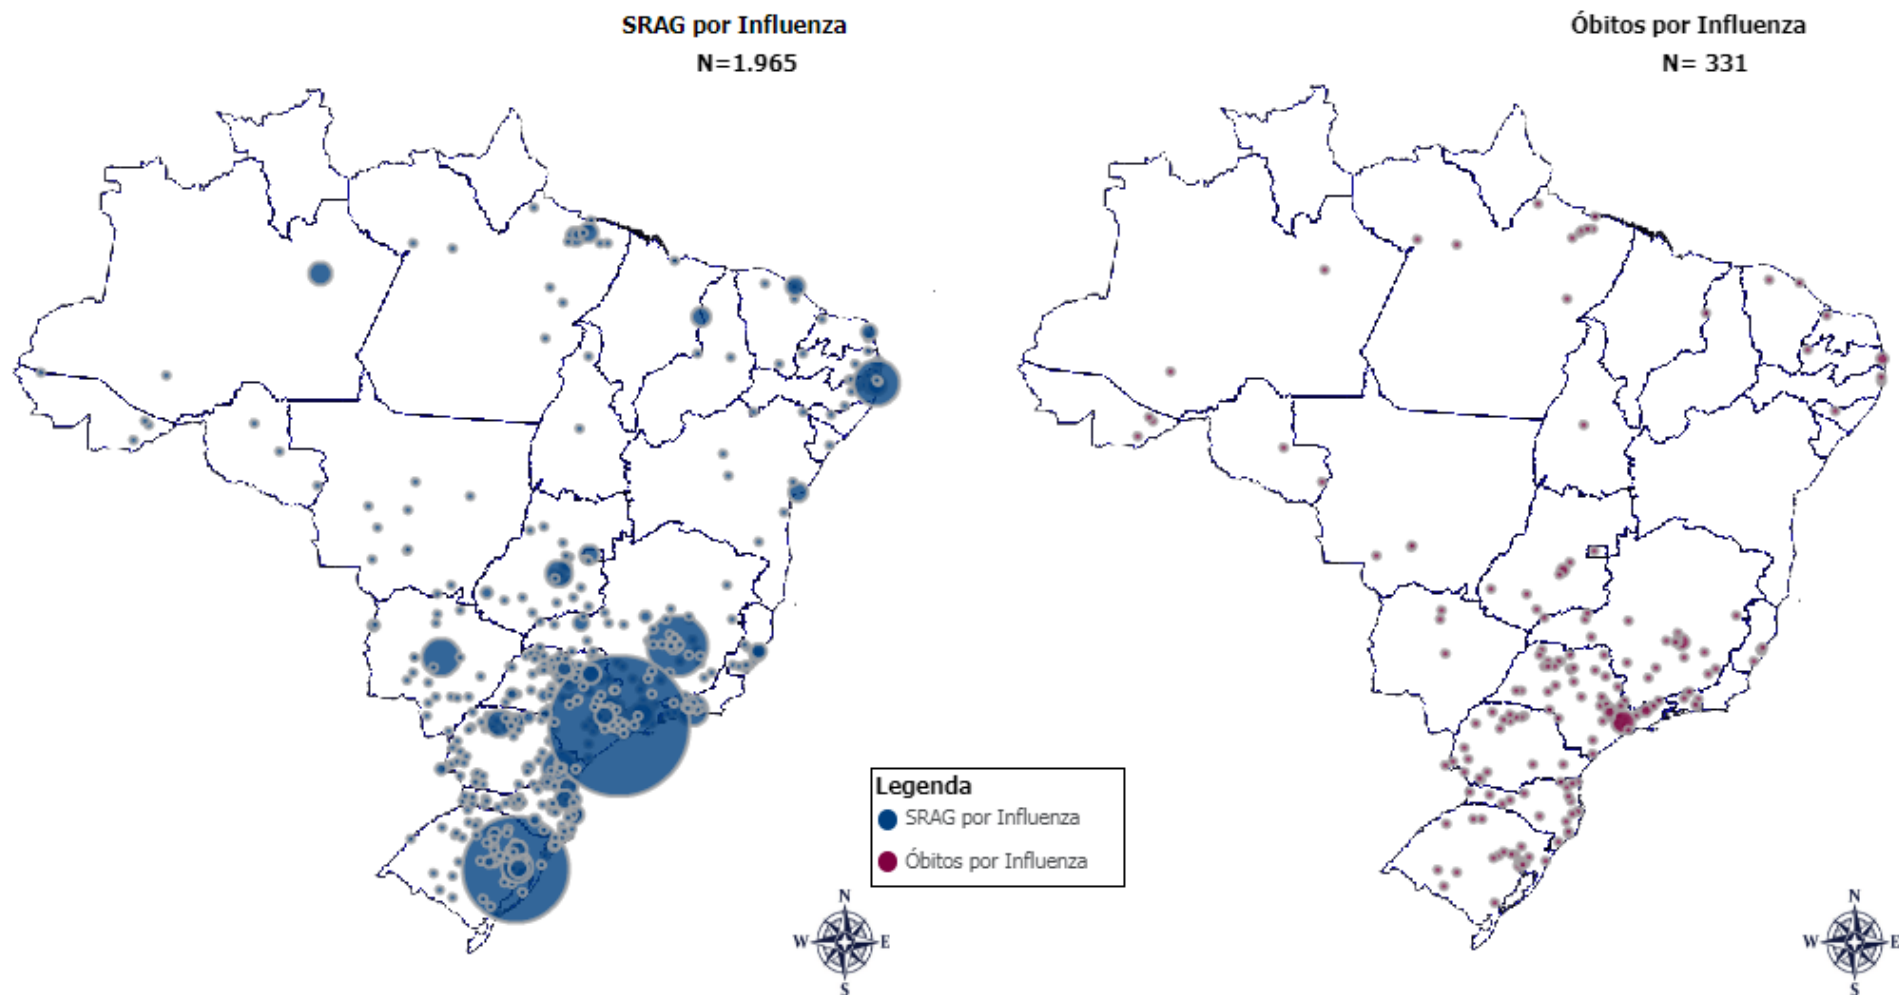 SRAG por Influenza
N=1.965
Óbitos por Influenza
N= 331
Legenda
SRAG por Influenza
Óbitos por Influenza
N
W
E
S
N
W
E
S